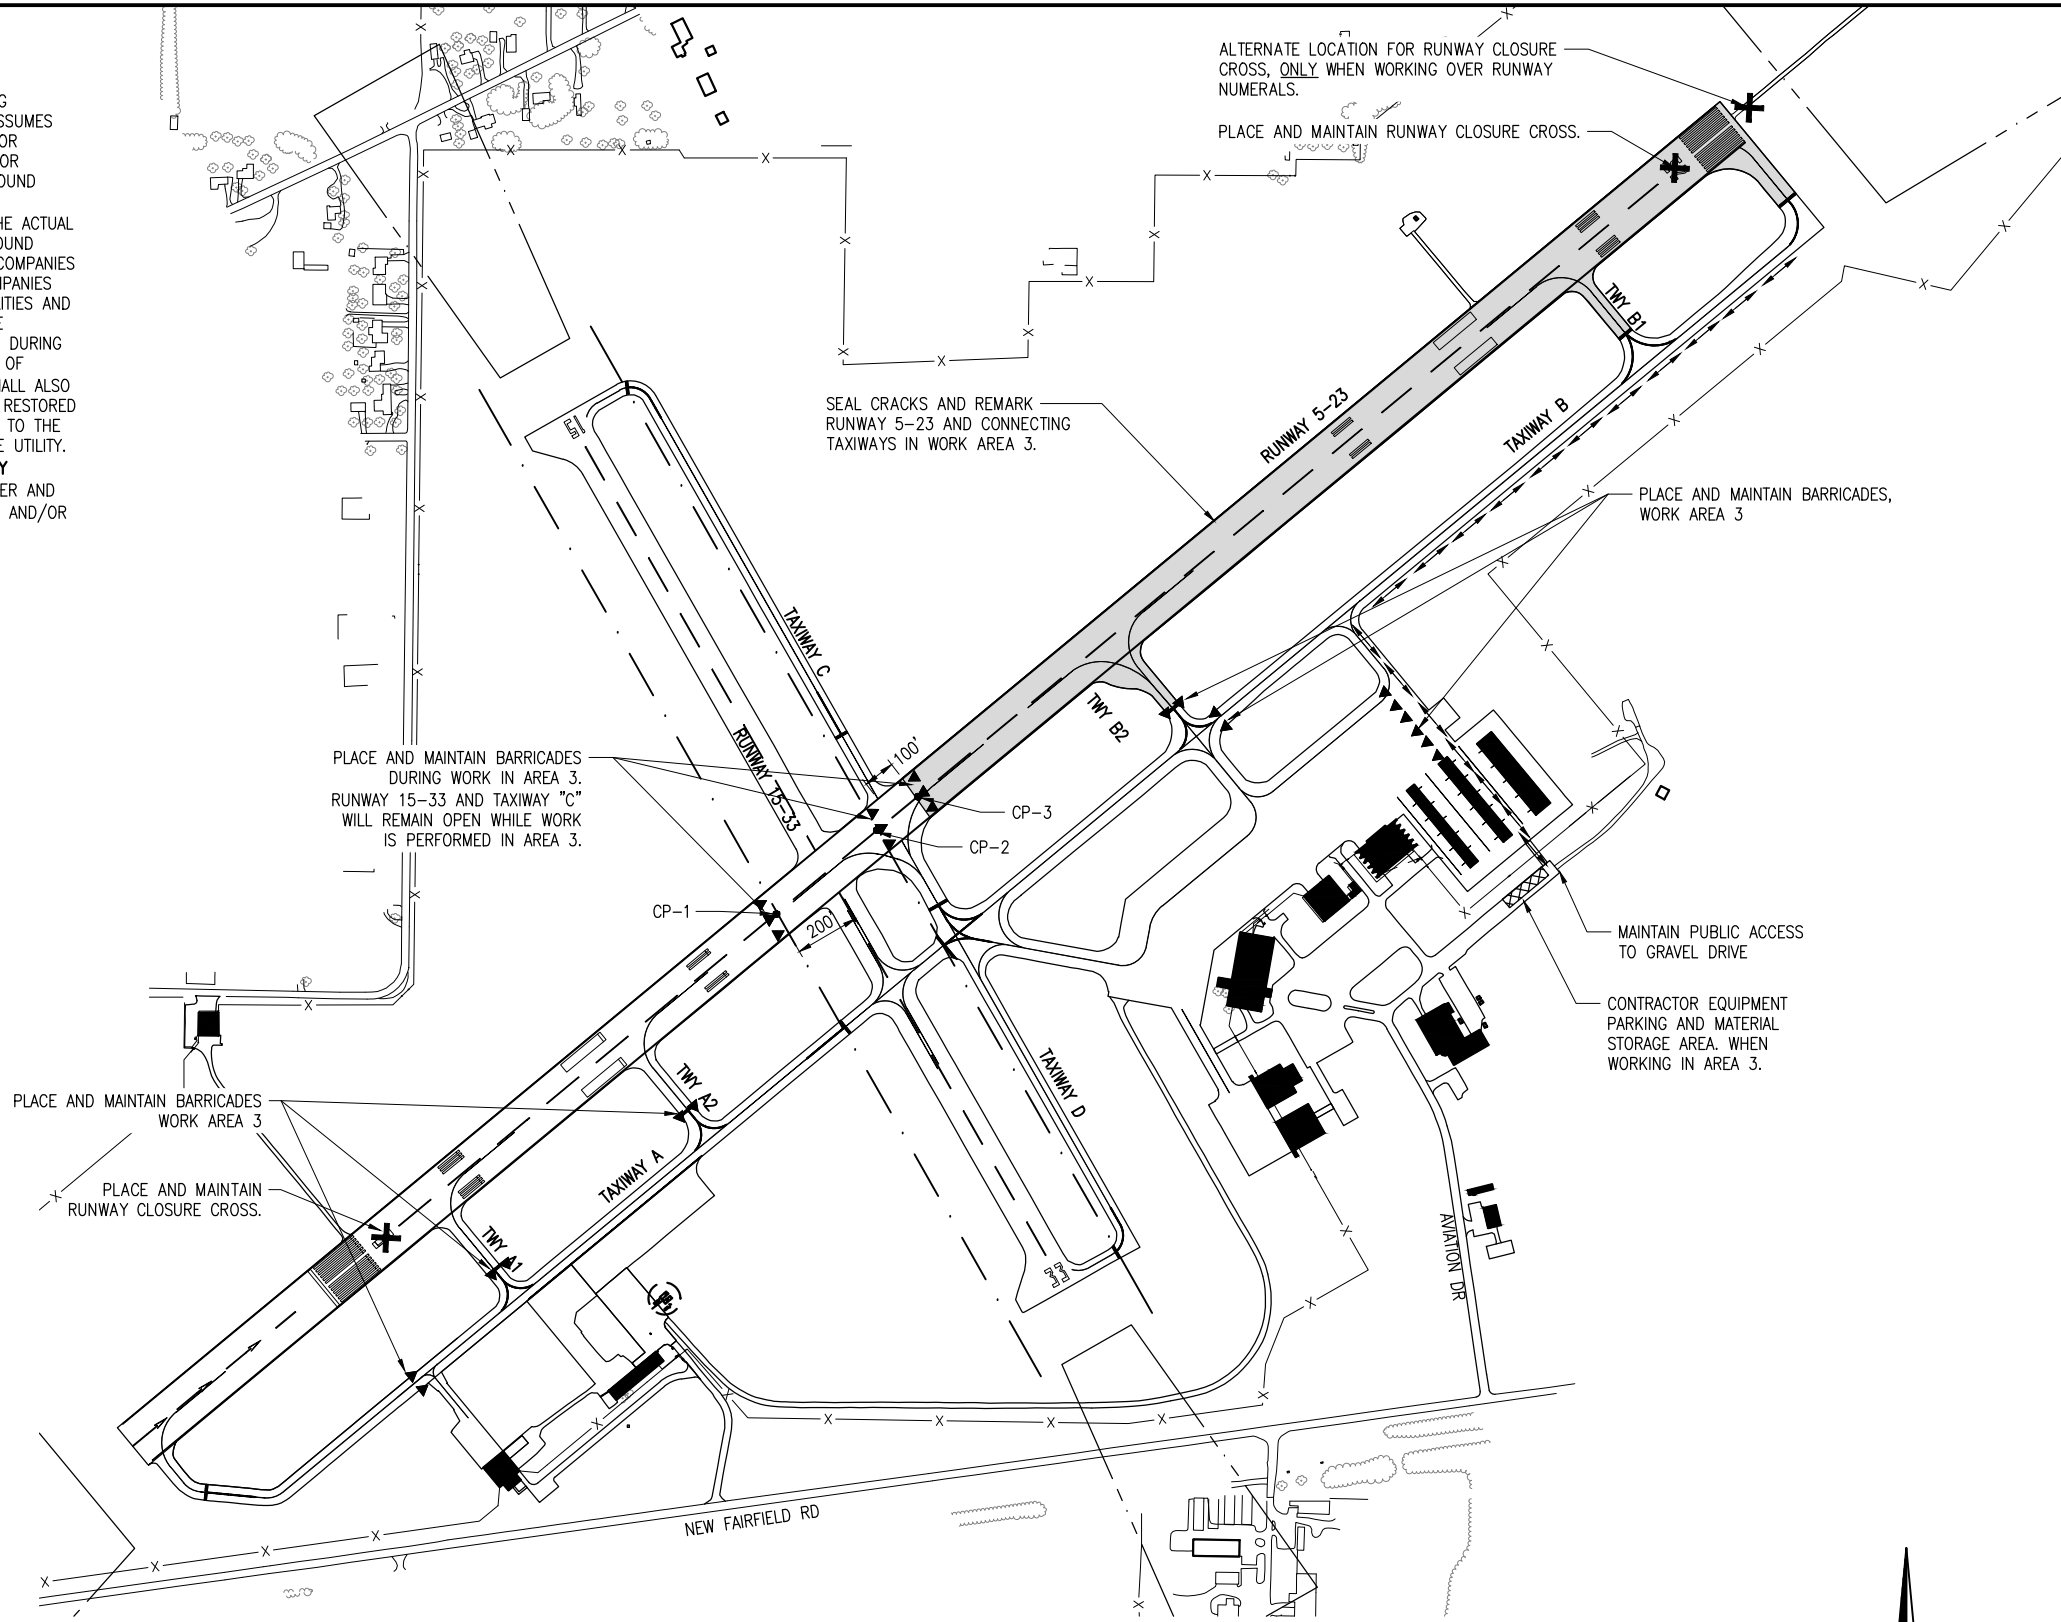 G
SSUMES
OR
OR
OUND
HE ACTUAL
OUND
COMPANIES
MPANIES
LITIES AND
E
DURING
OF
HALL ALSO
RESTORED
TO THE
E UTILITY.
Y
ER AND
AND/OR
ALTERNATE LOCATION FOR RUNWAY CLOSURE
CROSS, ONLY WHEN WORKING OVER RUNWAY
NUMERALS.
PLACE AND MAINTAIN RUNWAY CLOSURE CROSS.
TWY B1
SEAL CRACKS AND REMARK
RUNWAY 5-23 AND CONNECTING
TAXIWAYS IN WORK AREA 3.
RUNWAY 5-23
TAXIWAY B
15
PLACE AND MAINTAIN BARRICADES,
WORK AREA 3
TAXIWAY C
TWY B2
RUNWAY 15-33
100'
PLACE AND MAINTAIN BARRICADES
DURING WORK IN AREA 3.
RUNWAY 15-33 AND TAXIWAY "C"
WILL REMAIN OPEN WHILE WORK
IS PERFORMED IN AREA 3.
CP-3
CP-2
CP-1
200'
MAINTAIN PUBLIC ACCESS
TO GRAVEL DRIVE
CONTRACTOR EQUIPMENT
PARKING AND MATERIAL
STORAGE AREA. WHEN
WORKING IN AREA 3.
TWY A2
TAXIWAY D
PLACE AND MAINTAIN BARRICADES
WORK AREA 3
TAXIWAY A
PLACE AND MAINTAIN
RUNWAY CLOSURE CROSS.
TWY A1
33
AVIATION DR
NEW FAIRFIELD RD